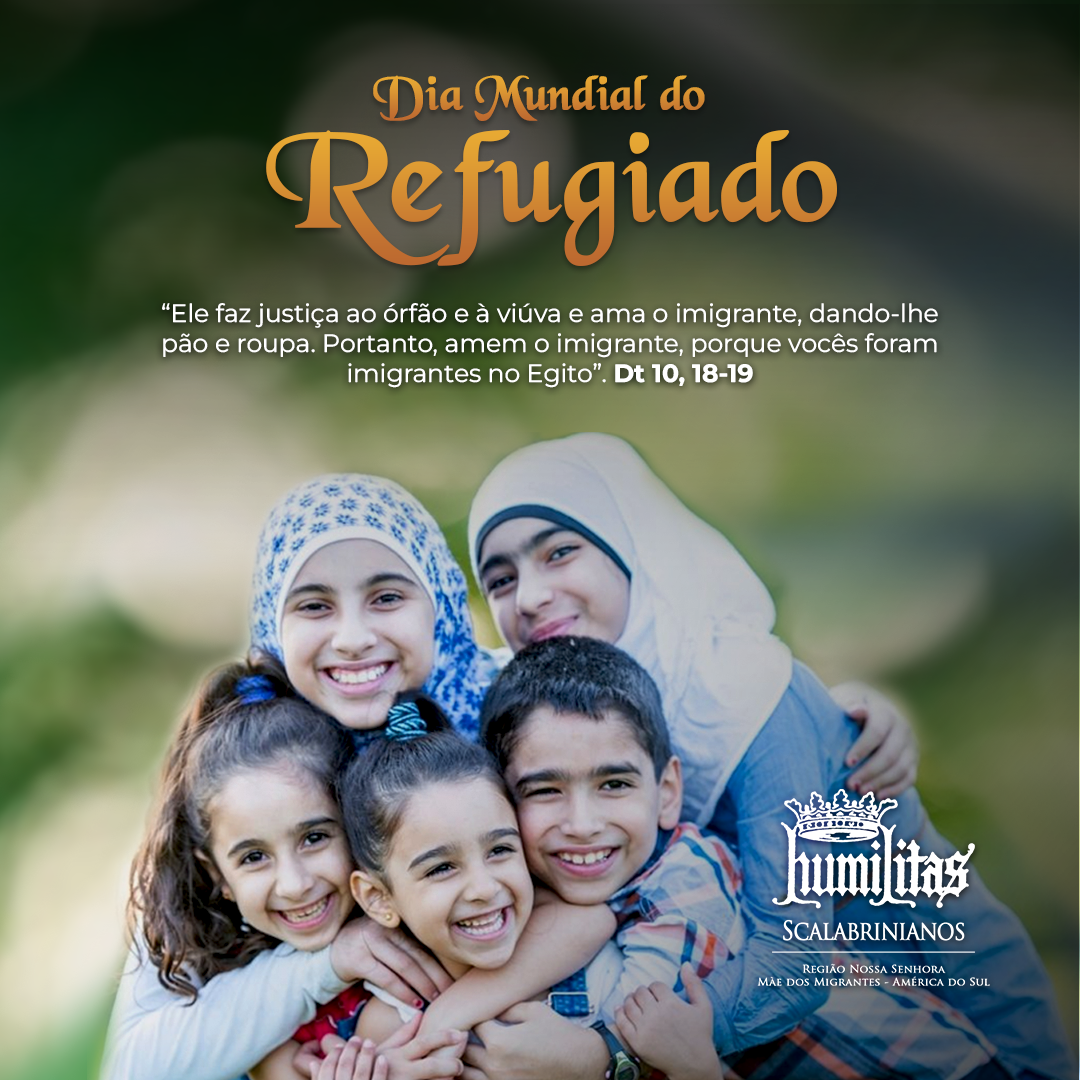 Dia Mundial do
Refugiado
“Ele faz justiça ao órfão e à viúva e ama o imigrante, dando-lhe
pão e roupa. Portanto, amem o imigrante, porque vocês foram
imigrantes no Egito”. Dt 10, 18-19
humilitas
SCALABRINIANOS
REGIÃO NOSSA SENHORA
MÃE DOS MIGRANTES - AMÉRICA DO SUL